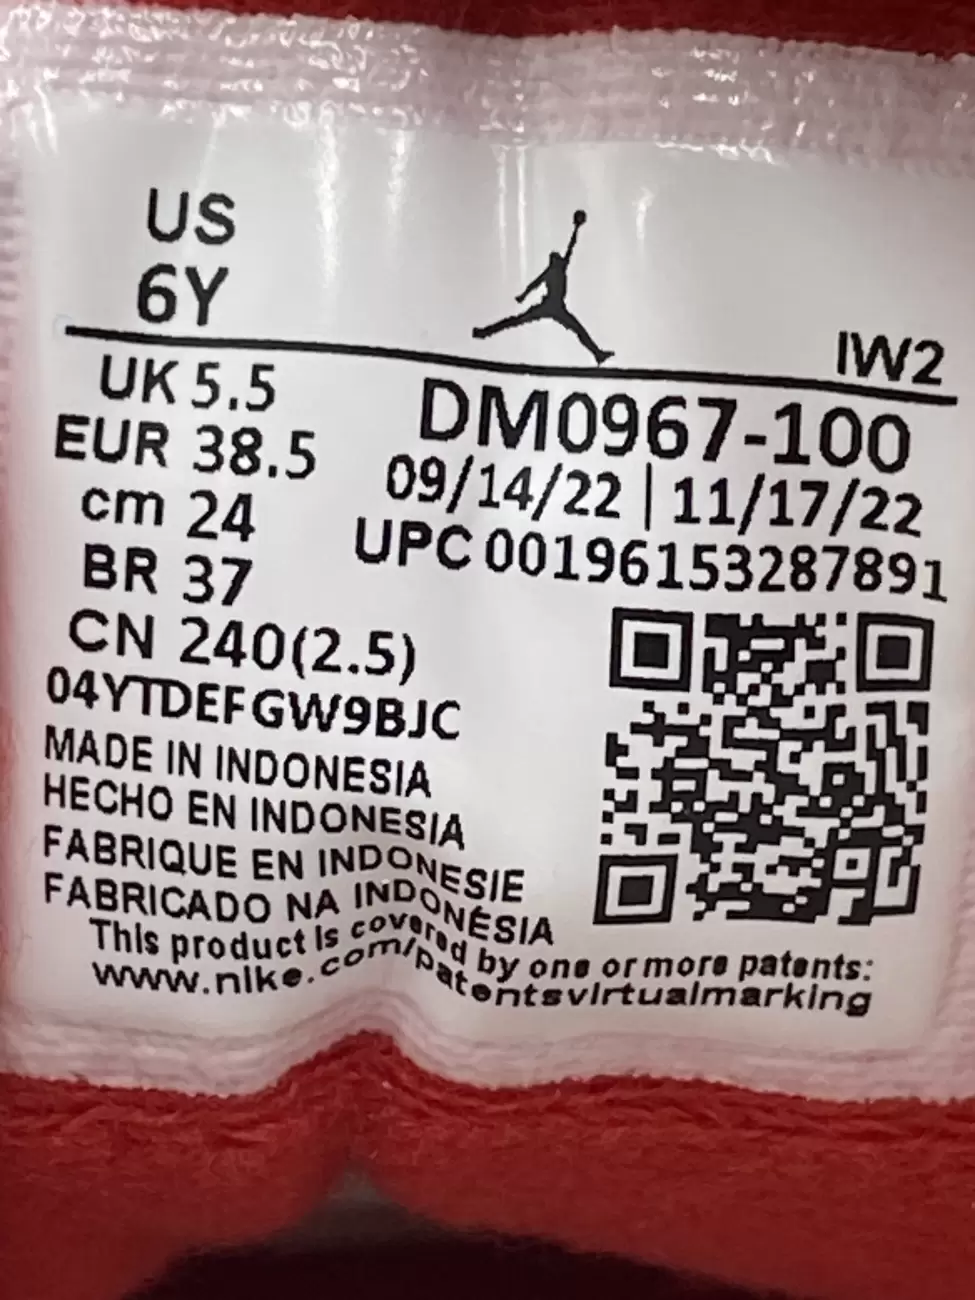 US
6Y
IW2
UK 5.5
EUR 38.5
cm 24
BR 37
CN 240(2.5)
DM0967-100
09/14/22 | 11/17/22
UPC 00196153287891
04YTDEFGW9BJC
MADE IN INDONESIA
HECHO EN INDONESIA
FABRIQUE EN INDONESIE
FABRICADO NA INDONÉSIA
This product is covered by one or more patents:
www.nike.com/patentsvirtualmarking